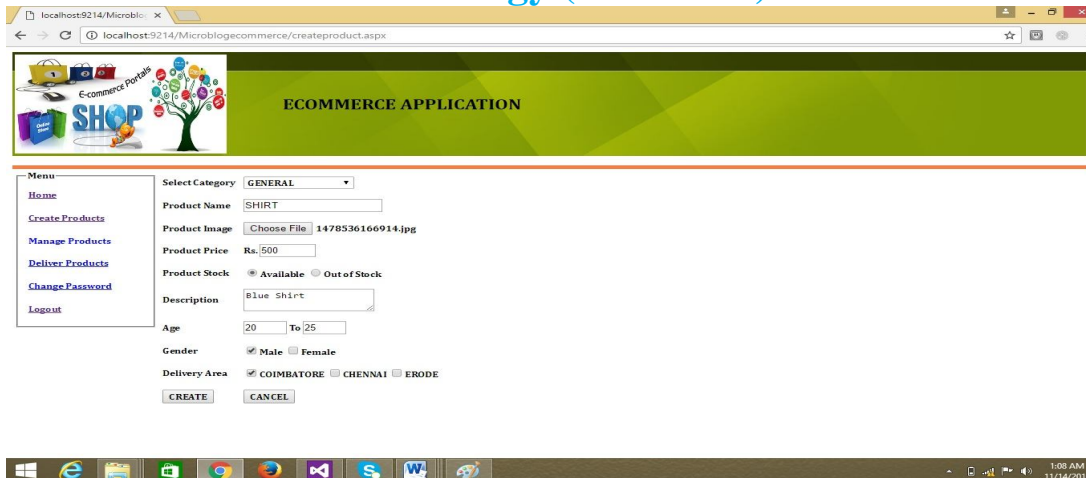 localhost:9214/Microblo
localhost:9214/Microblogecommerce/createproduct.aspx
E-commerce Portals
SHOP
ECOMMERCE APPLICATION
Menu
Home
Create Products
Manage Products
Deliver Products
Change Password
Logout
Select Category GENERAL
Product Name SHIRT
Product Image Choose File 1478536166914.jpg
Product Price Rs. 500
Product Stock Available Out of Stock
Description Blue Shirt
Age 20 To 25
Gender Male Female
Delivery Area COIMBATORE CHENNAI ERODE
CREATE CANCEL
1:08 AM